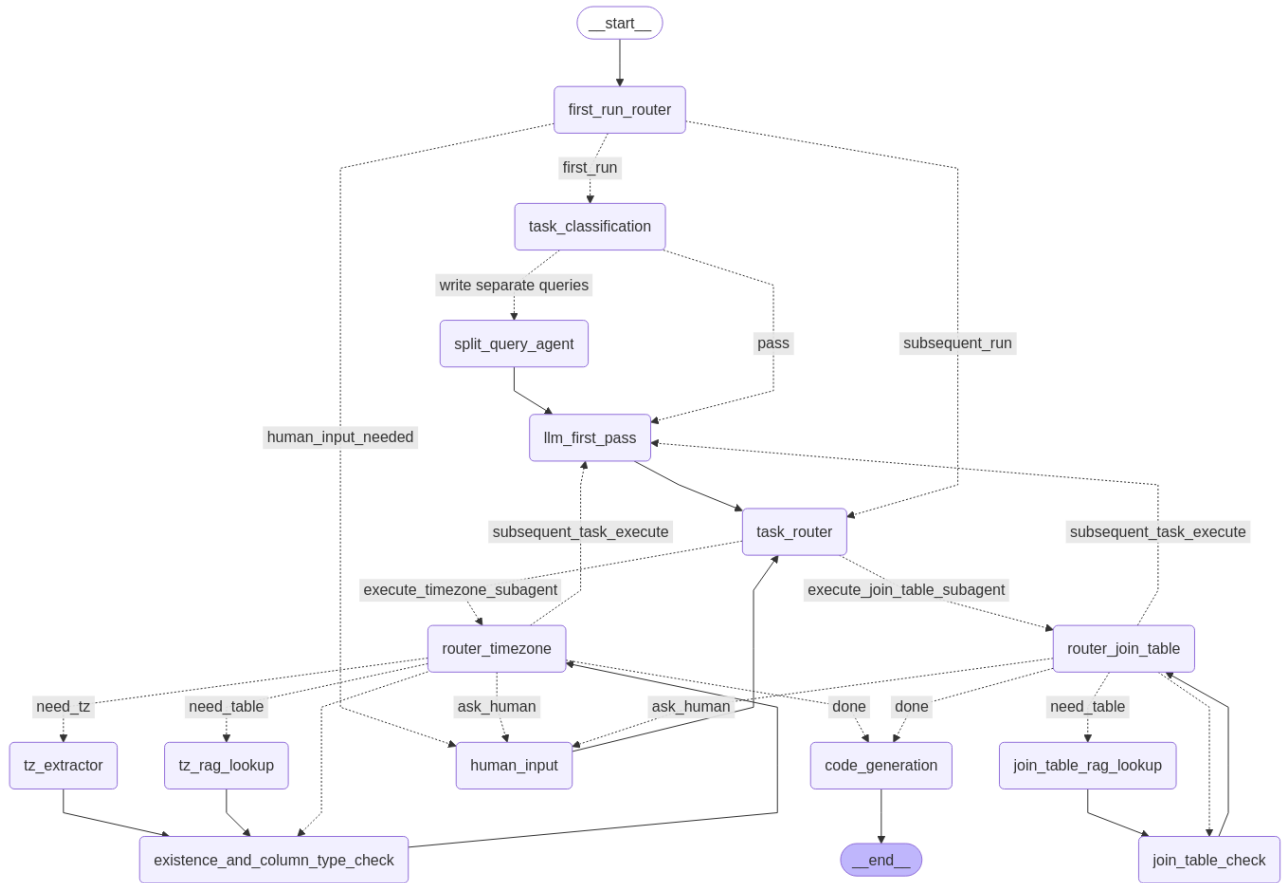 __start__
first_run_router
first_run
task_classification
write separate queries
split_query_agent
pass
subsequent_run
llm_first_pass
human_input_needed
task_router
subsequent_task_execute
subsequent_task_execute
execute_timezone_subagent
execute_join_table_subagent
router_timezone
router_join_table
need_tz
need_table
ask_human
ask_human
done
done
need_table
tz_extractor
tz_rag_lookup
human_input
code_generation
join_table_rag_lookup
existence_and_column_type_check
__end__
join_table_check